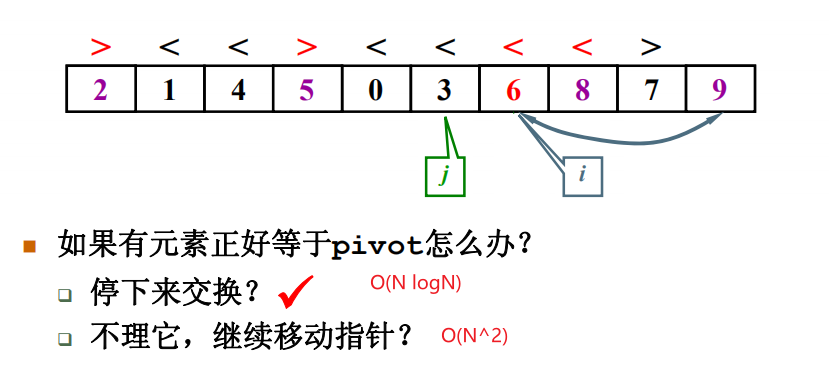 > < < > < < < < >
2 1 4 5 0 3 6 8 7 9
j i
如果有元素正好等于pivot怎么办？
停下来交换？ O(N logN)
不理它，继续移动指针？ O(N^2)